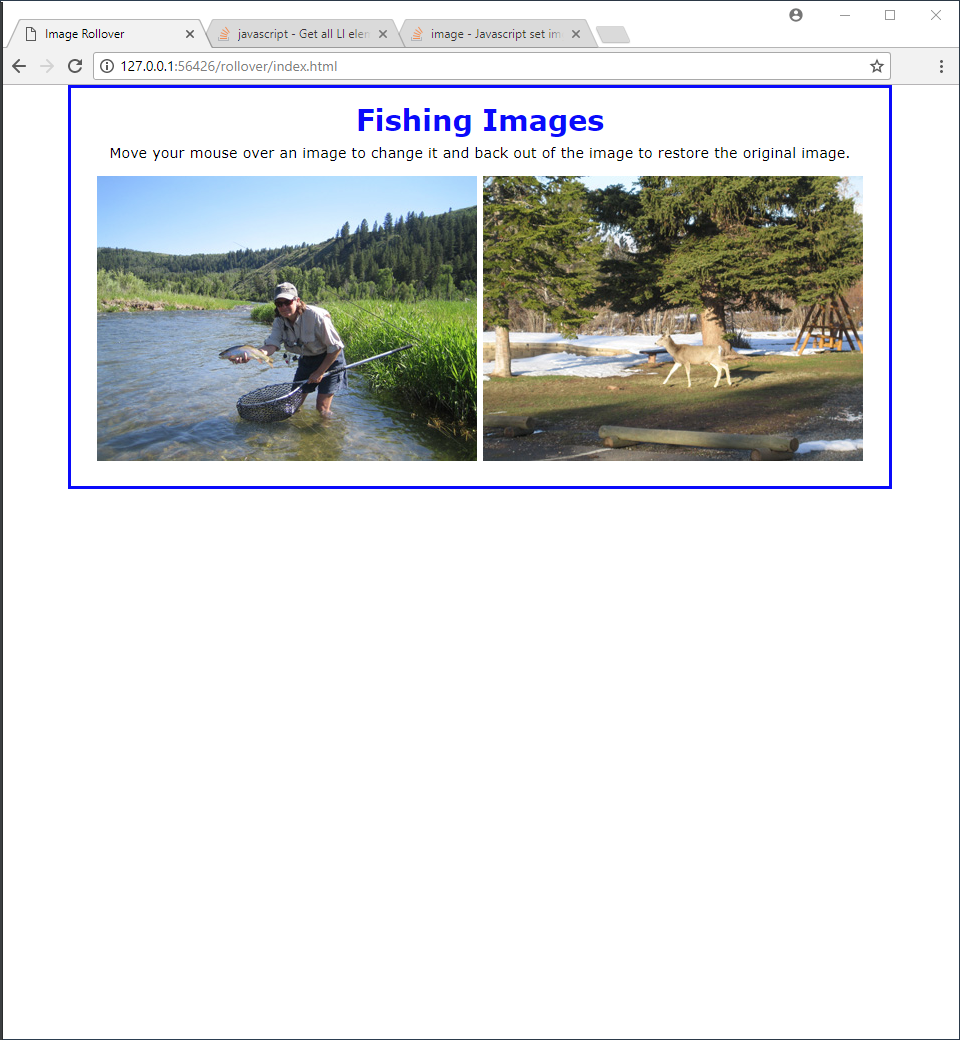 Image Rollover
javascript - Get all LI elem
image - Javascript set im
127.0.0.1:56426/rollover/index.html
Fishing Images
Move your mouse over an image to change it and back out of the image to restore the original image.